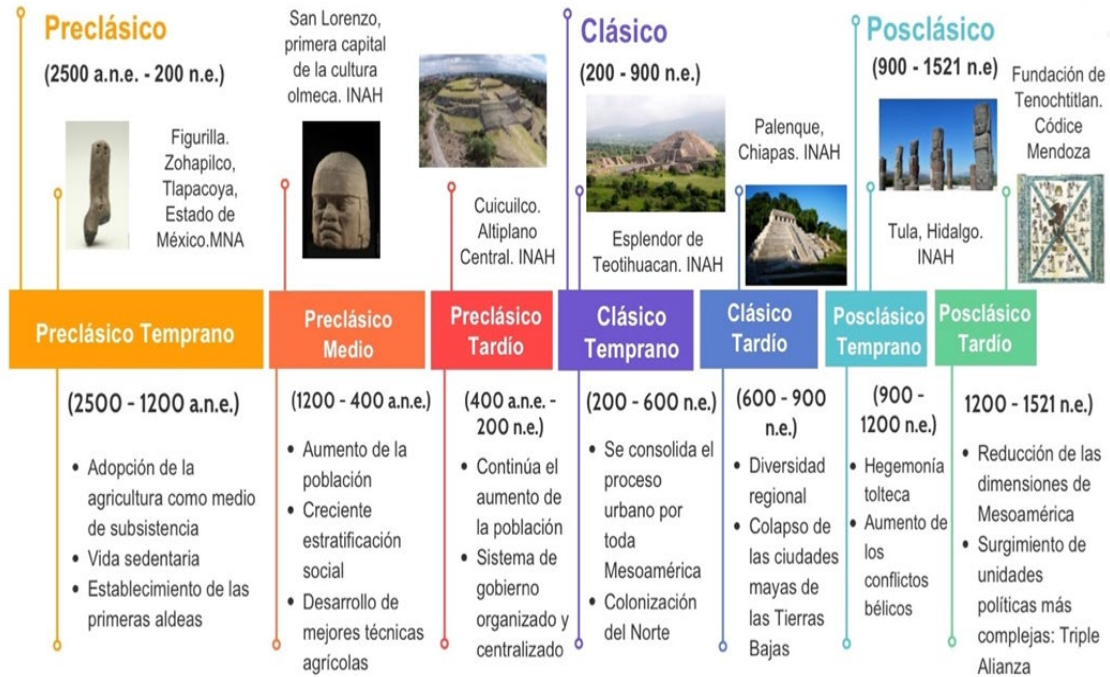 Preclásico
(2500 a.n.e. - 200 n.e.)
Figurilla.
Zohapilco,
Tlapacoya,
Estado de
México.MNA
San Lorenzo,
primera capital
de la cultura
olmeca. INAH
Cuicuilco.
Altiplano
Central. INAH
Clásico
(200 - 900 n.e.)
Esplendor de
Teotihuacan. INAH
Palenque,
Chiapas. INAH
Posclásico
(900 - 1521 n.e)
Tula, Hidalgo.
INAH
Fundación de
Tenochtitlan.
Códice
Mendoza
Preclásico Temprano
(2500 - 1200 a.n.e.)
• Adopción de la
agricultura como medio
de subsistencia
• Vida sedentaria
• Establecimiento de las
primeras aldeas
Preclásico
Medio
(1200 - 400 a.n.e.)
• Aumento de la
población
• Creciente
estratificación
social
• Desarrollo de
mejores técnicas
agrícolas
Preclásico
Tardío
(400 a.n.e. -
200 n.e.)
• Continúa el
aumento de
la población
• Sistema de
gobierno
organizado y
centralizado
Clásico
Temprano
(200 - 600 n.e.)
• Se consolida el
proceso
urbano por
toda
Mesoamérica
• Colonización
del Norte
Clásico
Tardío
(600 - 900
n.e.)
• Diversidad
regional
• Colapso de
las ciudades
mayas de
las Tierras
Bajas
Posclásico
Temprano
(900 -
1200 n.e.)
• Hegemonía
tolteca
• Aumento de
los
conflictos
bélicos
Posclásico
Tardío
1200 - 1521 n.e.)
• Reducción de las
dimensiones de
Mesoamérica
• Surgimiento de
unidades
políticas más
complejas: Triple
Alianza